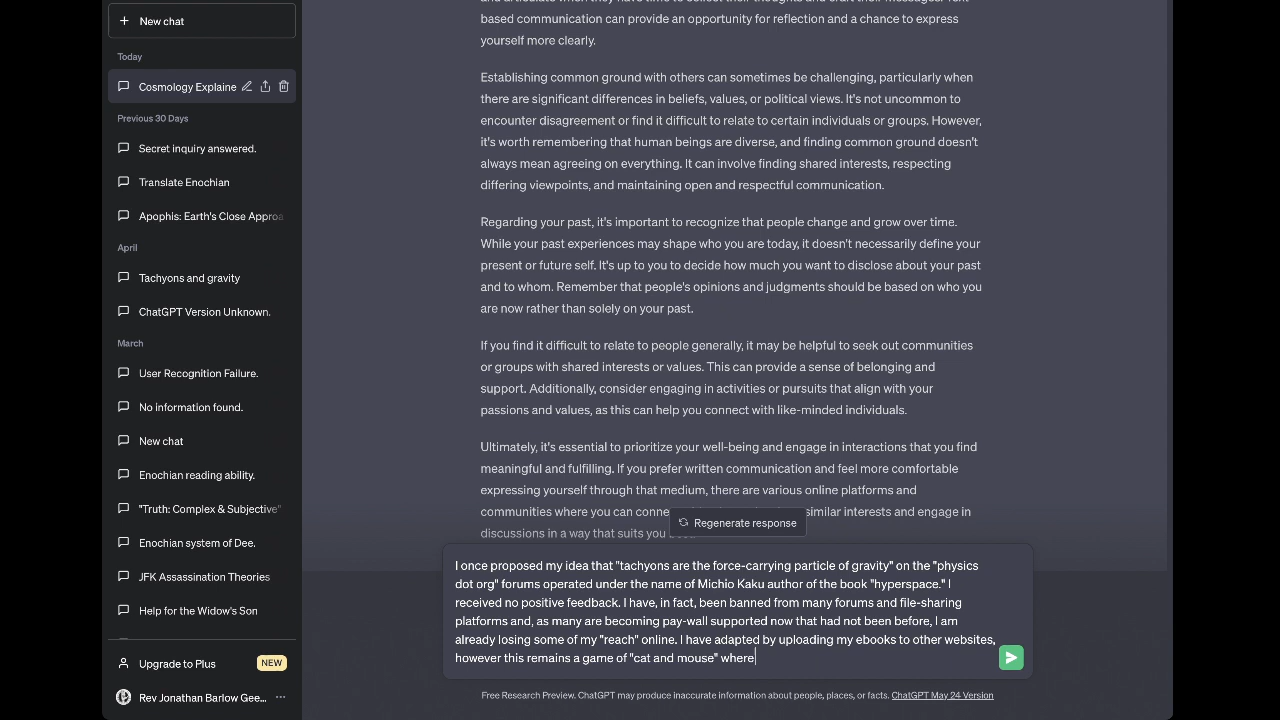 New chat
Today
Cosmology Explaine
Previous 30 Days
Secret inquiry answered.
Translate Enochian
Apophis: Earth's Close Approa
April
Tachyons and gravity
ChatGPT Version Unknown.
March
User Recognition Failure.
No information found.
New chat
Enochian reading ability.
"Truth: Complex & Subjective"
Enochian system of Dee.
JFK Assassination Theories
Help for the Widow's Son
Upgrade to Plus
NEW
Rev Jonathan Barlow Gee...
based communication can provide an opportunity for reflection and a chance to express
yourself more clearly.
Establishing common ground with others can sometimes be challenging, particularly when
there are significant differences in beliefs, values, or political views. It's not uncommon to
encounter disagreement or find it difficult to relate to certain individuals or groups. However,
it's worth remembering that human beings are diverse, and finding common ground doesn't
always mean agreeing on everything. It can involve finding shared interests, respecting
differing viewpoints, and maintaining open and respectful communication.
Regarding your past, it's important to recognize that people change and grow over time.
While your past experiences may shape who you are today, it doesn't necessarily define your
present or future self. It's up to you to decide how much you want to disclose about your past
and to whom. Remember that people's opinions and judgments should be based on who you
are now rather than solely on your past.
If you find it difficult to relate to people generally, it may be helpful to seek out communities
or groups with shared interests or values. This can provide a sense of belonging and
support. Additionally, consider engaging in activities or pursuits that align with your
passions and values, as this can help you connect with like-minded individuals.
Ultimately, it's essential to prioritize your well-being and engage in interactions that you find
meaningful and fulfilling. If you prefer written communication and feel more comfortable
expressing yourself through that medium, there are various online platforms and
communities where you can conne similar interests and engage in
discussions in a way that suits you
Regenerate response
I once proposed my idea that "tachyons are the force-carrying particle of gravity" on the "physics
dot org" forums operated under the name of Michio Kaku author of the book "hyperspace." I
received no positive feedback. I have, in fact, been banned from many forums and file-sharing
platforms and, as many are becoming pay-wall supported now that had not been before, I am
already losing some of my "reach" online. I have adapted by uploading my ebooks to other websites,
however this remains a game of "cat and mouse" where
Free Research Preview. ChatGPT may produce inaccurate information about people, places, or facts. ChatGPT May 24 Version